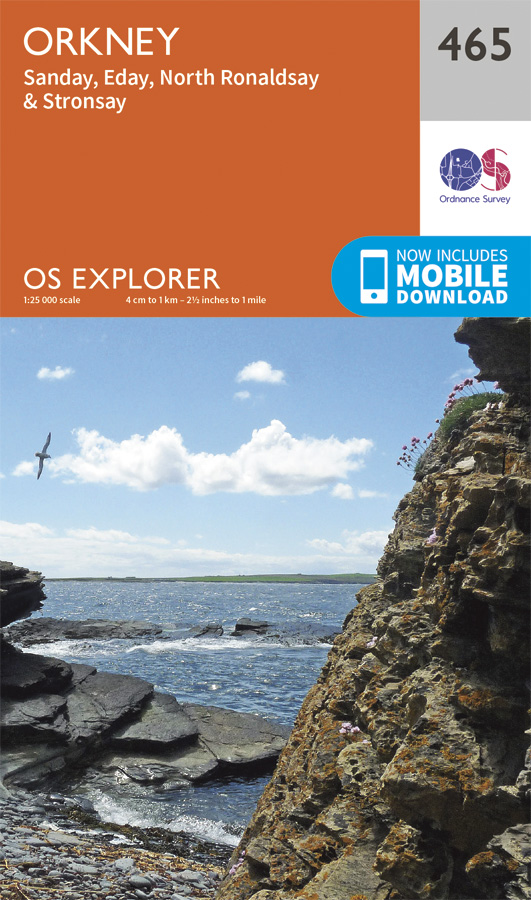 ORKNEY
465
Sanday, Eday, North Ronaldsay
& Stronsay
OS
Ordnance Survey
OS EXPLORER
1:25 000 scale
4 cm to 1 km – 2½ inches to 1 mile
NOW INCLUDES
MOBILE
DOWNLOAD